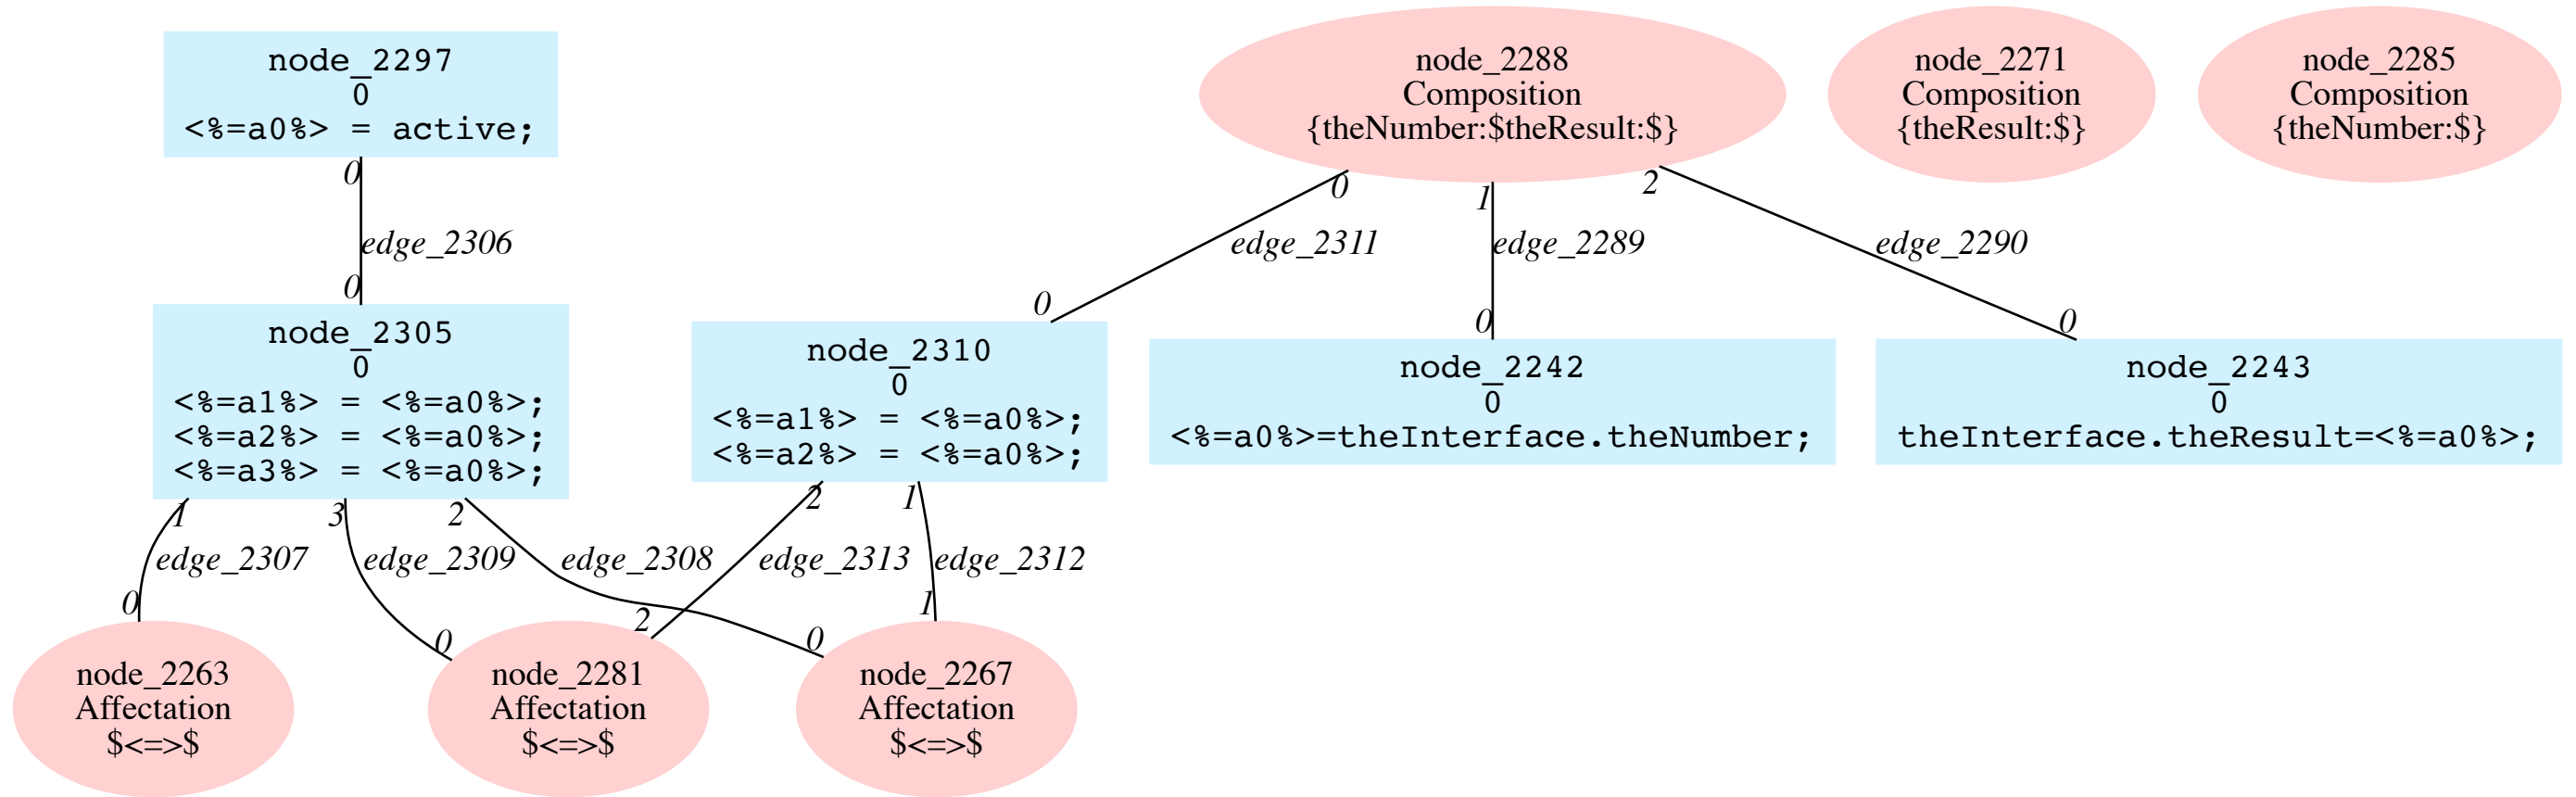 node_2297
0
<%=a0%> = active;
node_2288
Composition
{theNumber:$theResult:$}
node_2271
Composition
{theResult:$}
node_2285
Composition
{theNumber:$}
0
0
1
2
edge_2306
edge_2311
edge_2289
edge_2290
0
0
0
0
node_2305
0
<%=a1%> = <%=a0%>;
<%=a2%> = <%=a0%>;
<%=a3%> = <%=a0%>;
node_2310
0
<%=a1%> = <%=a0%>;
<%=a2%> = <%=a0%>;
node_2242
0
<%=a0%>=theInterface.theNumber;
node_2243
0
theInterface.theResult=<%=a0%>;
1
3
2
2
1
edge_2307
edge_2309
edge_2308
edge_2313
edge_2312
0
0
2
0
1
node_2263
Affectation
$<=>$
node_2281
Affectation
$<=>$
node_2267
Affectation
$<=>$